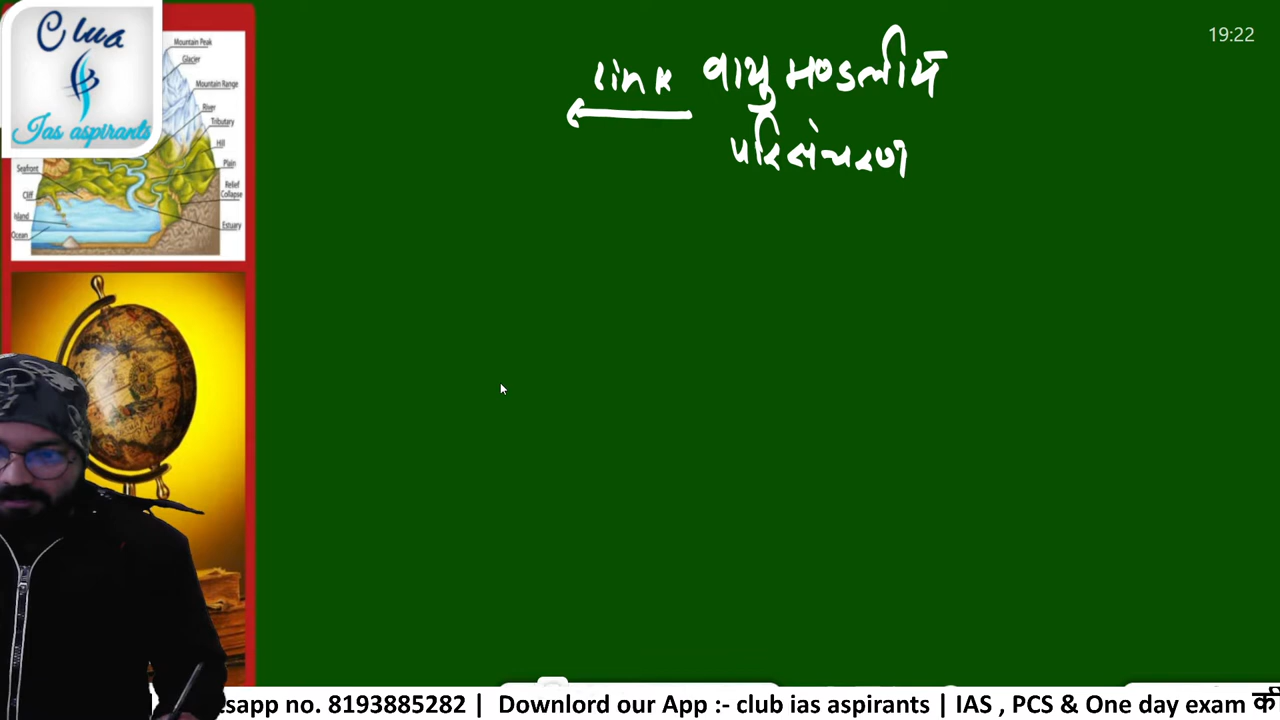 Clua
Ias aspirants
Mountain Peak
Glacier
Mountain Range
River
Tributary
Hill
Plain
Relief
Collapse
Estuary
Seafront
Cliff
Island
Ocean
19:22
link वायुमण्डलीय
परिसंचरण
sapp no. 8193885282 | Downlord our App :- club ias aspirants | IAS , PCS & One day exam की